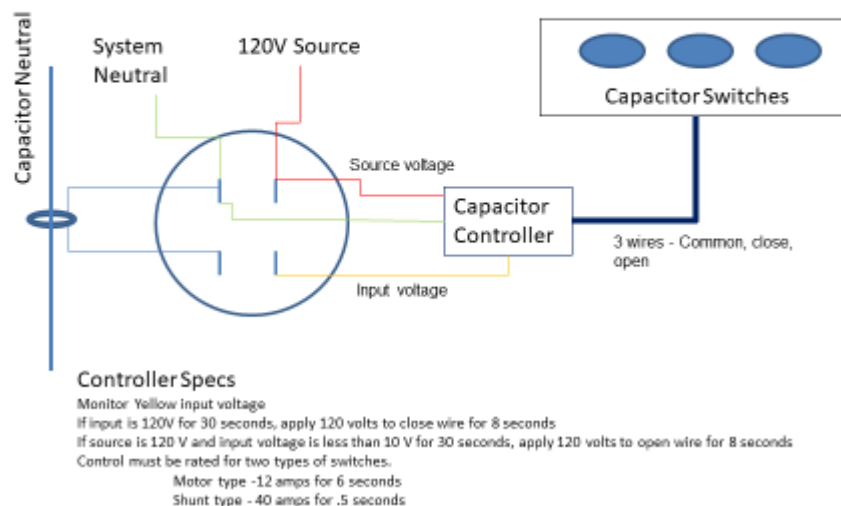 Capacitor Neutral
System
Neutral
120V Source
Capacitor Switches
Source voltage
Capacitor
Controller
3 wires - Common, close,
open
Input voltage
Controller Specs
Monitor Yellow input voltage
If input is 120V for 30 seconds, apply 120 volts to close wire for 8 seconds
If source is 120 V and input voltage is less than 10 V for 30 seconds, apply 120 volts to open wire for 8 seconds
Control must be rated for two types of switches.
Motor type -12 amps for 6 seconds
Shunt type - 40 amps for .5 seconds